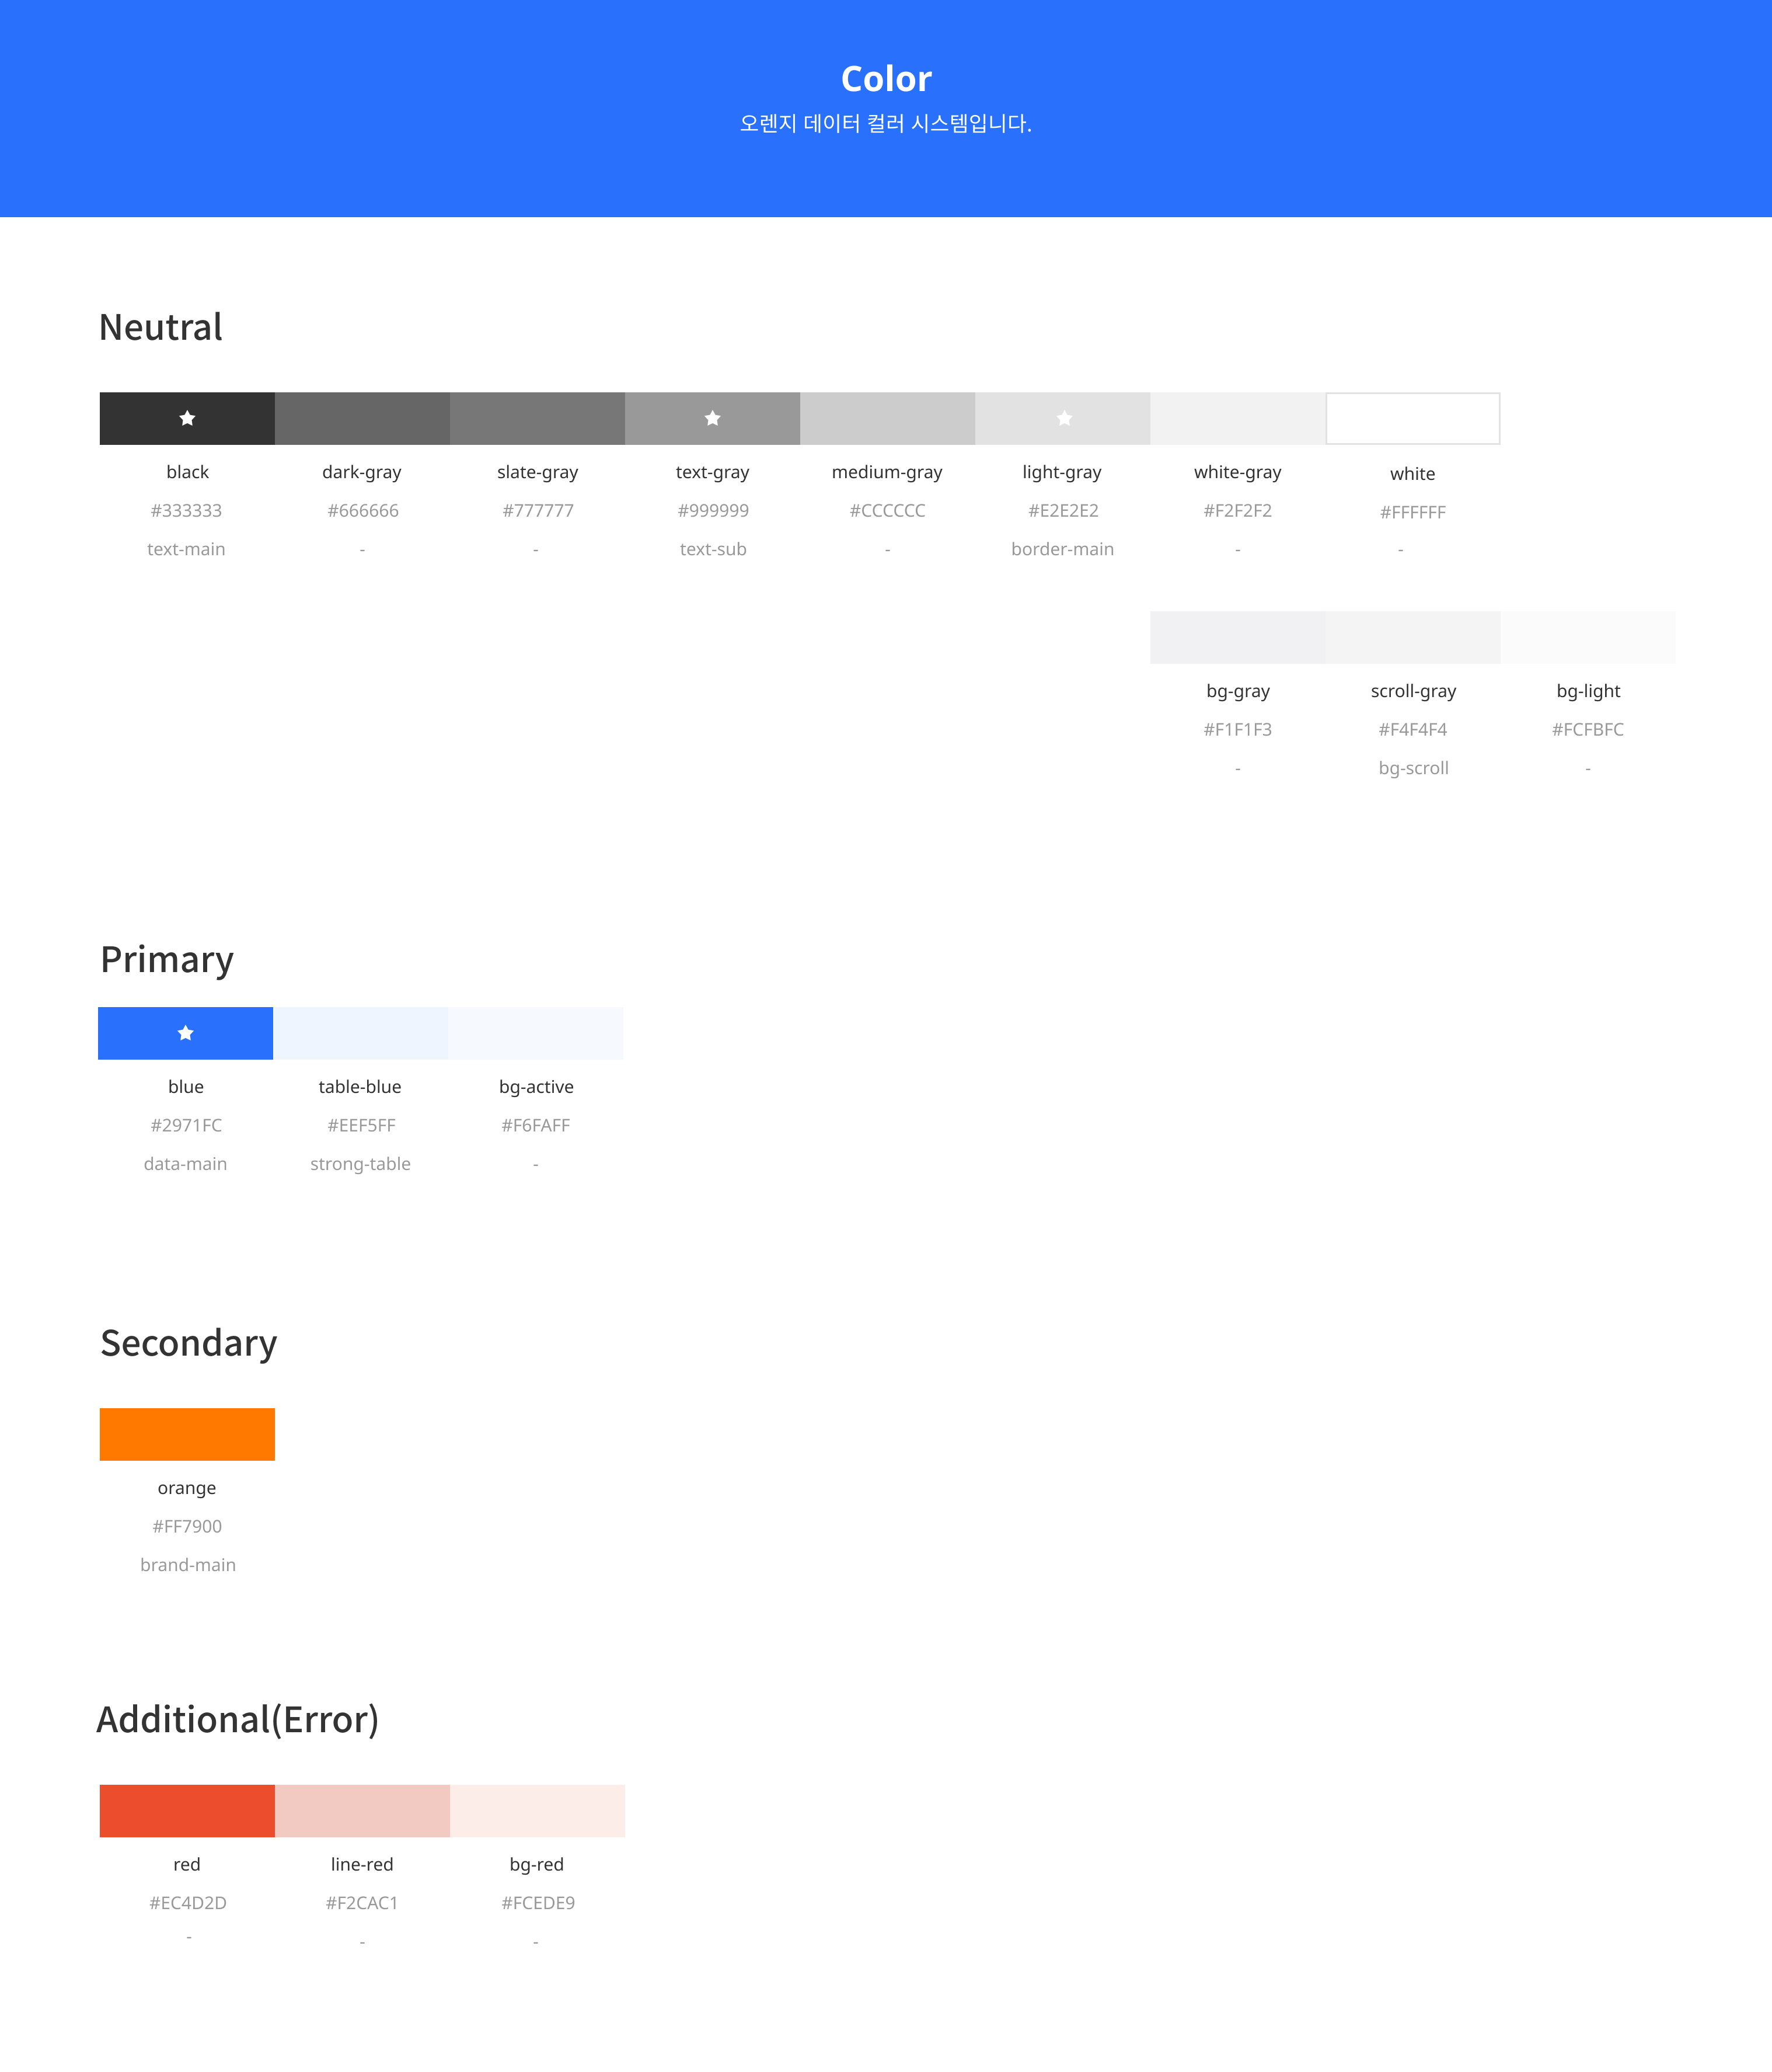 Color
오렌지 데이터 컬러 시스템입니다.
Neutral
black dark-gray slate-gray text-gray medium-gray light-gray white-gray white
#333333 #666666 #777777 #999999 #CCCCCC #E2E2E2 #F2F2F2 #FFFFFF
text-main - - text-sub - border-main - -
bg-gray scroll-gray bg-light
#F1F1F3 #F4F4F4 #FCFBFC
- bg-scroll -
Primary
blue table-blue bg-active
#2971FC #EEF5FF #F6FAFF
data-main strong-table -
Secondary
orange
#FF7900
brand-main
Additional(Error)
red line-red bg-red
#EC4D2D #F2CAC1 #FCEDE9
- - -